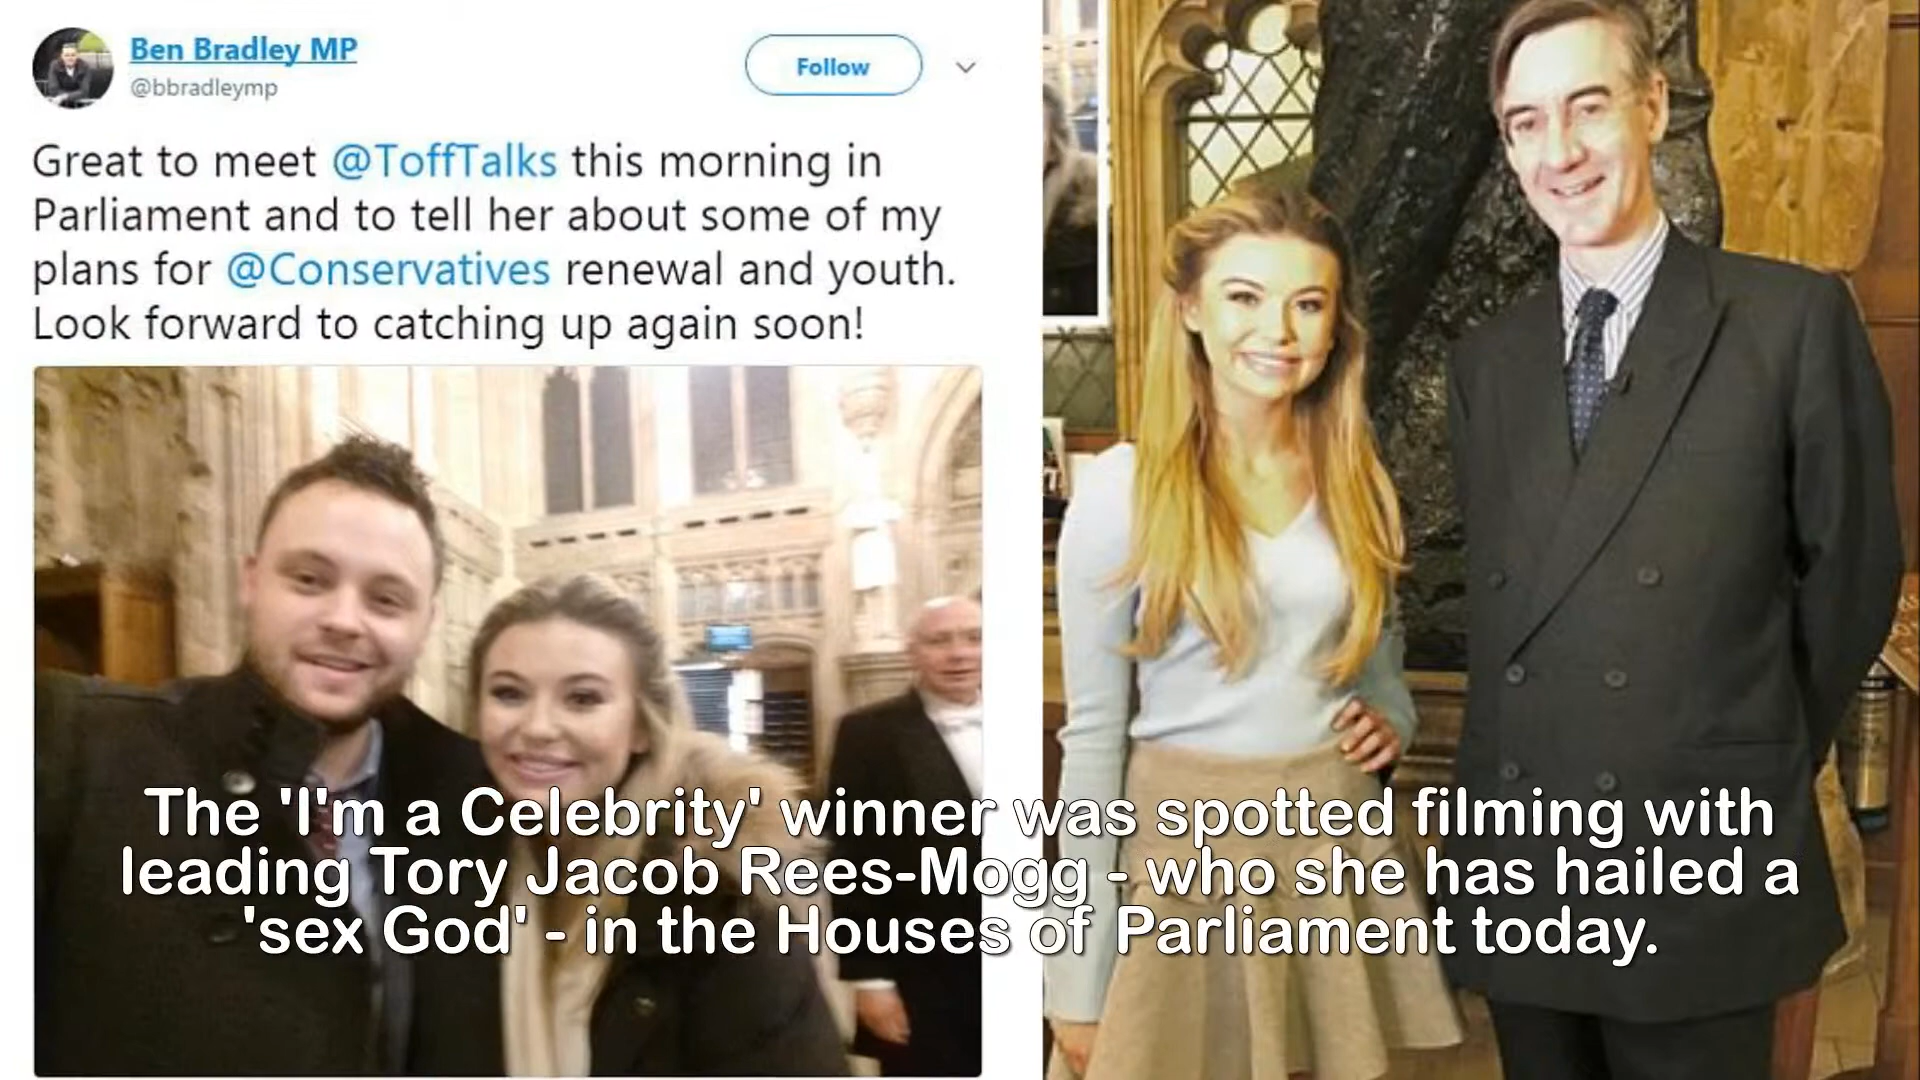 Ben Bradley MP
@bbradleymp
Follow
Great to meet @ToffTalks this morning in
Parliament and to tell her about some of my
plans for @Conservatives renewal and youth.
Look forward to catching up again soon!
The 'I'm a Celebrity' winner was spotted filming with
leading Tory Jacob Rees-Mogg - who she has hailed a
'sex God' - in the Houses of Parliament today.